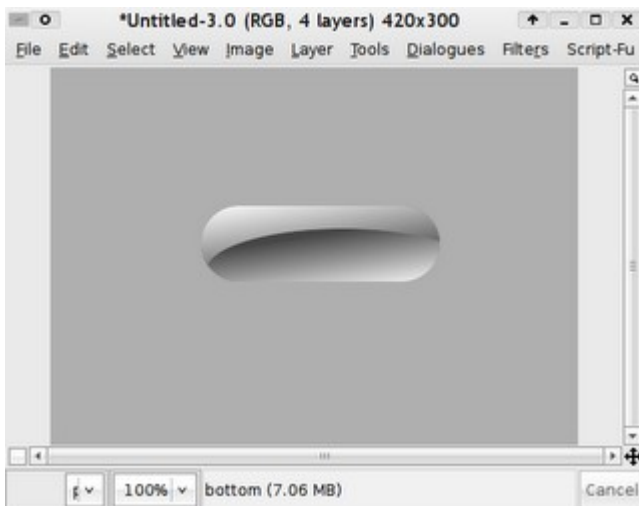 *Untitled-3.0 (RGB, 4 layers) 420x300
File Edit Select View Image Layer Tools Dialogues Filters Script-Fu
100% bottom (7.06 MB) Cancel